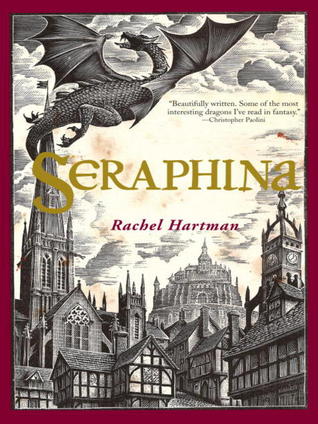 “Beautifully written. Some of the most
interesting dragons I’ve read in fantasy.”
—Christopher Paolini
SERAPHINA
Rachel Hartman